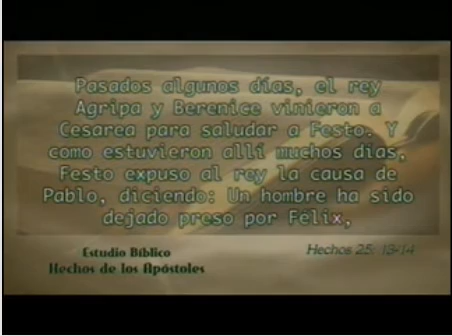 Pasados algunos días, el rey
Agripa y Berenice vinieron a
Cesarea para saludar a Festo. Y
como estuvieron allí muchos días,
Festo expuso al rey la causa de
Pablo, diciendo: Un hombre ha sido
dejado preso por Félix,
Estudio Bíblico
Hechos de los Apóstoles
Hechos 25: 13-14